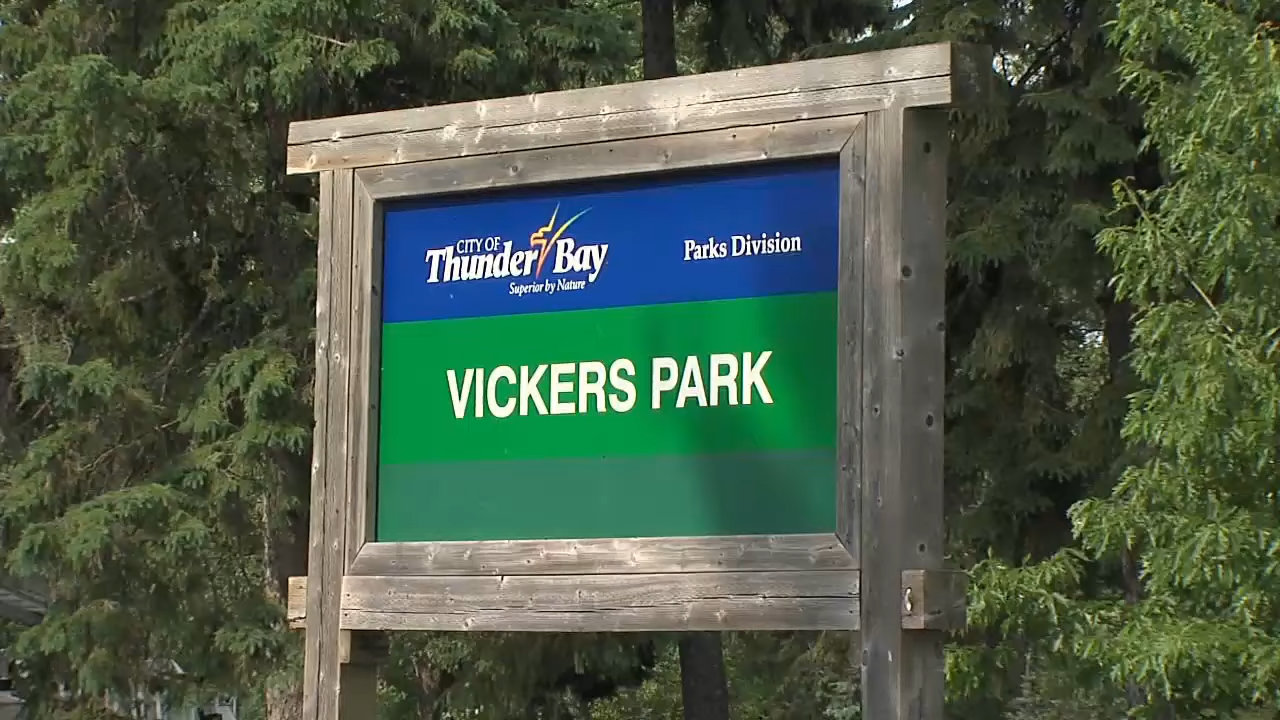 CITY OF
Thunder Bay
Superior by Nature
Parks Division
VICKERS PARK